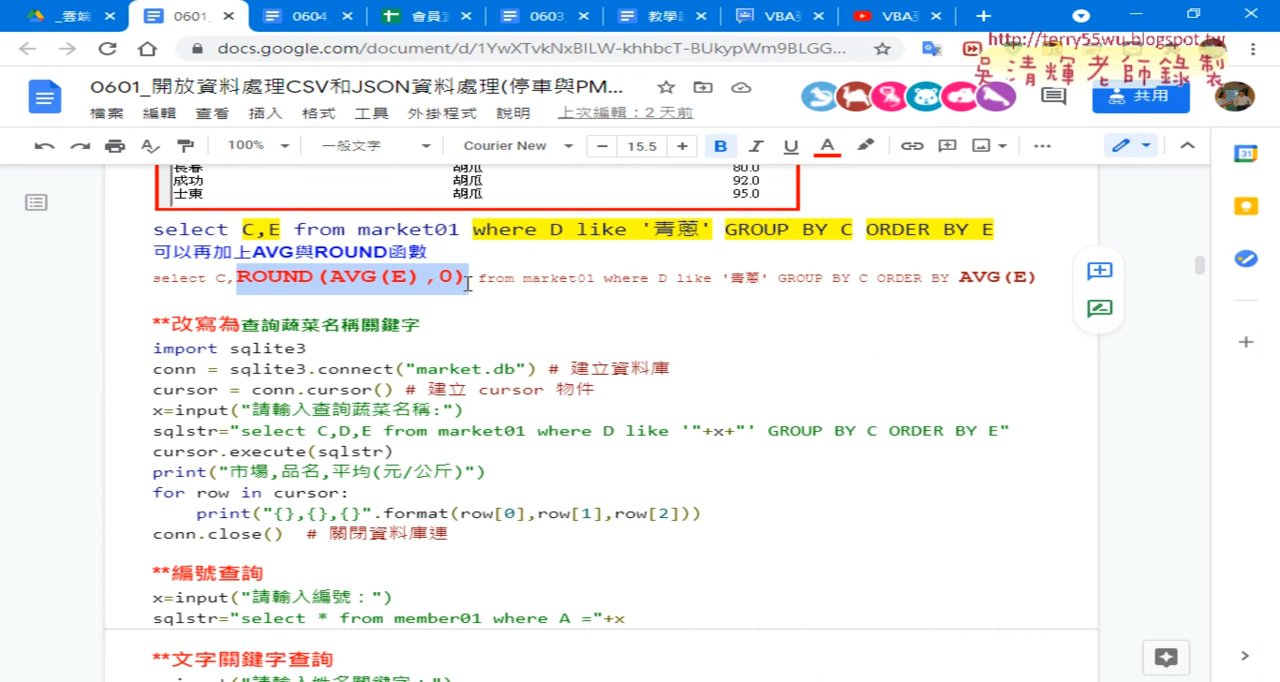 _雲端
0601_
0604_
會員
0603
教學
VBA
VBA
docs.google.com/document/d/1YwXTvkNxBILW-khhbcT-BUkypWm9BLGG...
http://terry55wu.blogspot.tw
吳清輝老師錄製
0601_開放資料處理CSV和JSON資料處理(停車與PM...
共用
檔案 編輯 查看 插入 格式 工具 外掛程式 說明 上次編輯：2 天前
100% 一般文字 Courier New 15.5 B I U A
31
長春 胡瓜 80.0
成功 胡瓜 92.0
士東 胡瓜 95.0
select C,E from market01 where D like '青蔥' GROUP BY C ORDER BY E
可以再加上AVG與ROUND函數
select C,ROUND(AVG(E),0) from market01 where D like '青蔥' GROUP BY C ORDER BY AVG(E)
**改寫為查詢蔬菜名稱關鍵字
import sqlite3
conn = sqlite3.connect("market.db") # 建立資料庫
cursor = conn.cursor() # 建立 cursor 物件
x=input("請輸入查詢蔬菜名稱:")
sqlstr="select C,D,E from market01 where D like '"+x+"' GROUP BY C ORDER BY E"
cursor.execute(sqlstr)
print("市場,品名,平均(元/公斤)")
for row in cursor:
print("{},{},{}".format(row[0],row[1],row[2]))
conn.close() # 關閉資料庫連
**編號查詢
x=input("請輸入編號：")
sqlstr="select * from member01 where A ="+x
**文字關鍵字查詢
x=input("請輸入姓名關鍵字：")